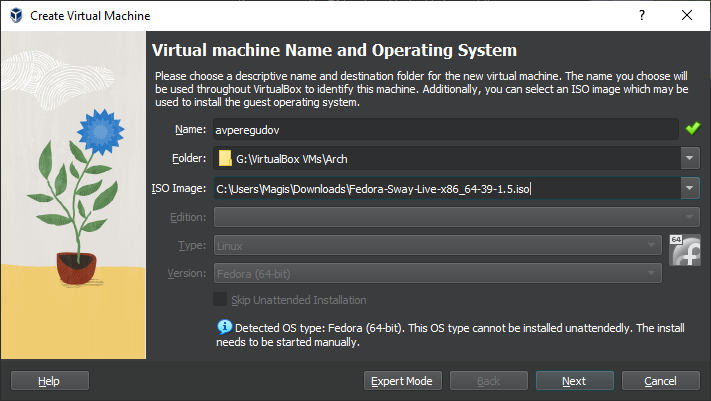 Create Virtual Machine
?
Virtual machine Name and Operating System
Please choose a descriptive name and destination folder for the new virtual machine. The name you choose will
be used throughout VirtualBox to identify this machine. Additionally, you can select an ISO image which may be
used to install the guest operating system.
Name: avperegudov
Folder: G:\VirtualBox VMs\Arch
ISO Image: C:\Users\Magis\Downloads\Fedora-Sway-Live-x86_64-39-1.5.iso
Edition:
Type: Linux
64
Version: Fedora (64-bit)
Skip Unattended Installation
Detected OS type: Fedora (64-bit). This OS type cannot be installed unattendedly. The install
needs to be started manually.
Help Expert Mode Back Next Cancel